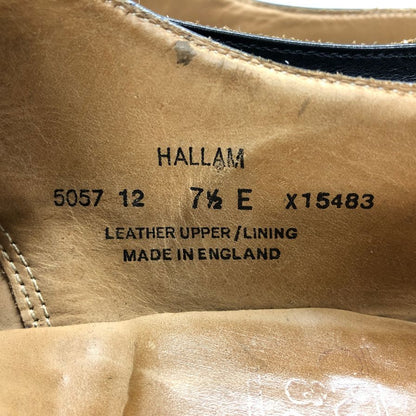 HALLAM
5057 12 7½ E X15483
LEATHER UPPER/LINING
MADE IN ENGLAND